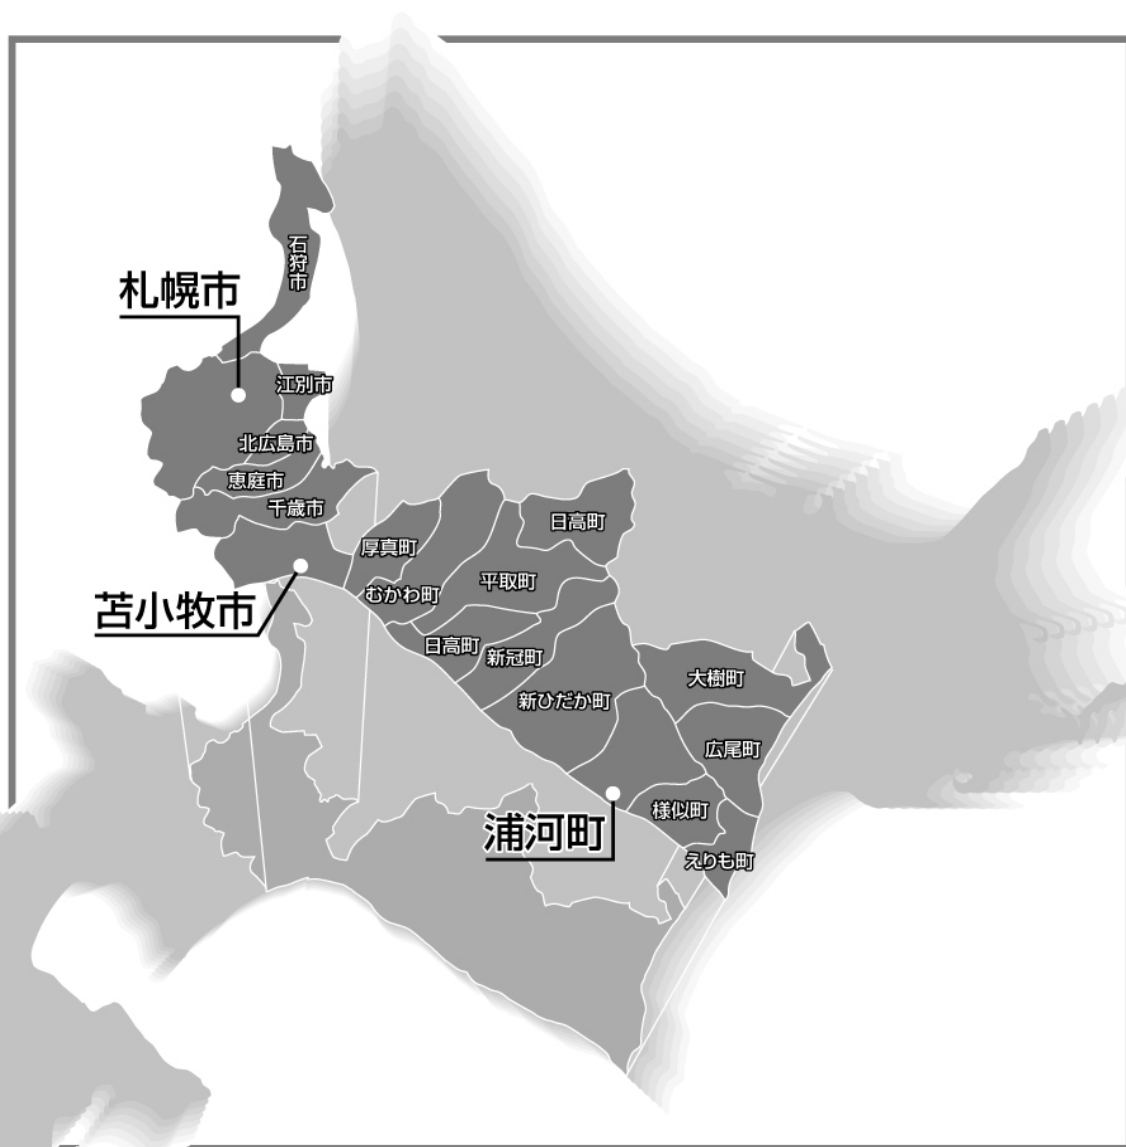 石狩市
札幌市
江別市
北広島市
恵庭市
千歳市
日高町
厚真町
平取町
むかわ町
苫小牧市
日高町
新冠町
大樹町
新ひだか町
広尾町
様似町
浦河町
えりも町